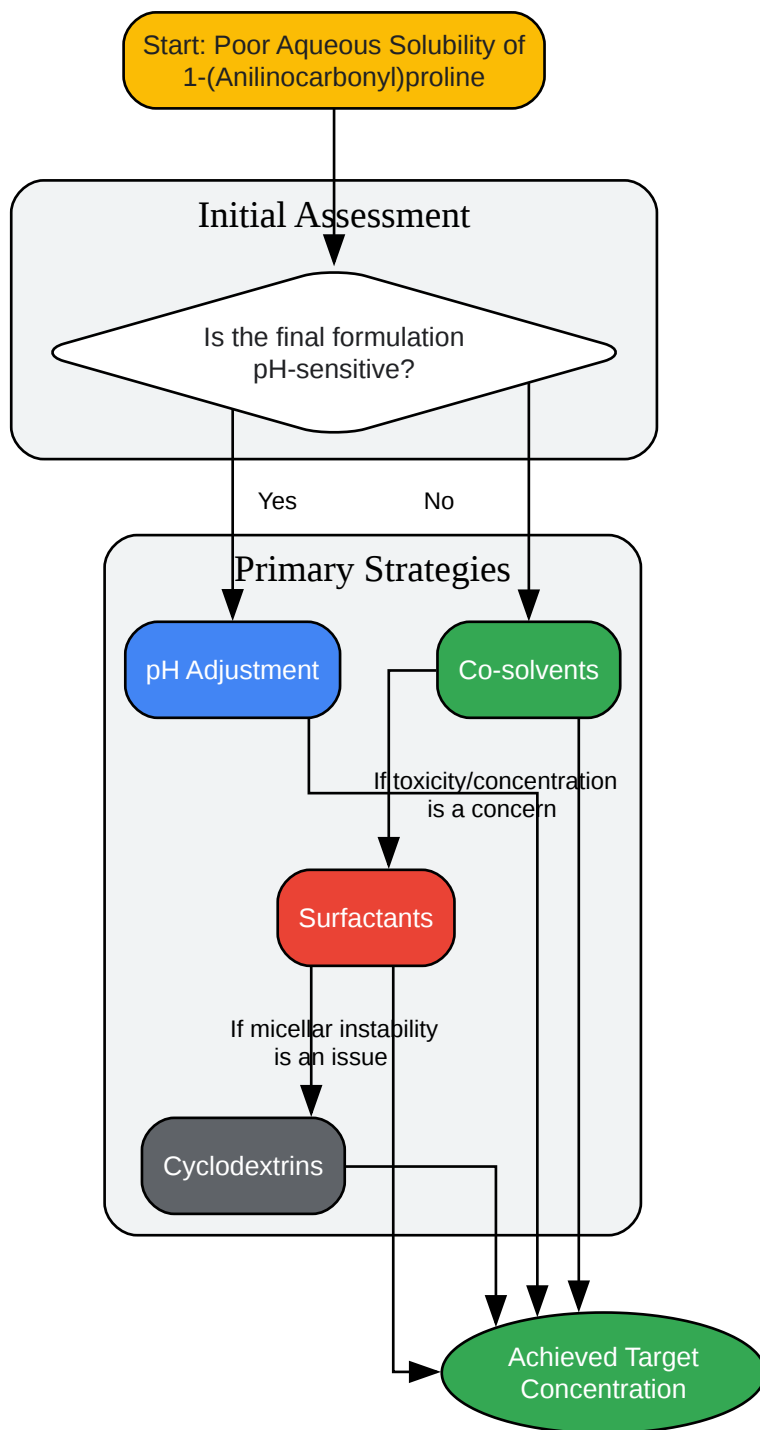 Start: Poor Aqueous Solubility of
1-(Anilinocarbonyl)proline
Initial Assessment
Is the final formulation
pH-sensitive?
Yes
No
Primary Strategies
pH Adjustment
Co-solvents
If toxicity/concentration
is a concern
Surfactants
If micellar instability
is an issue
Cyclodextrins
Achieved Target
Concentration